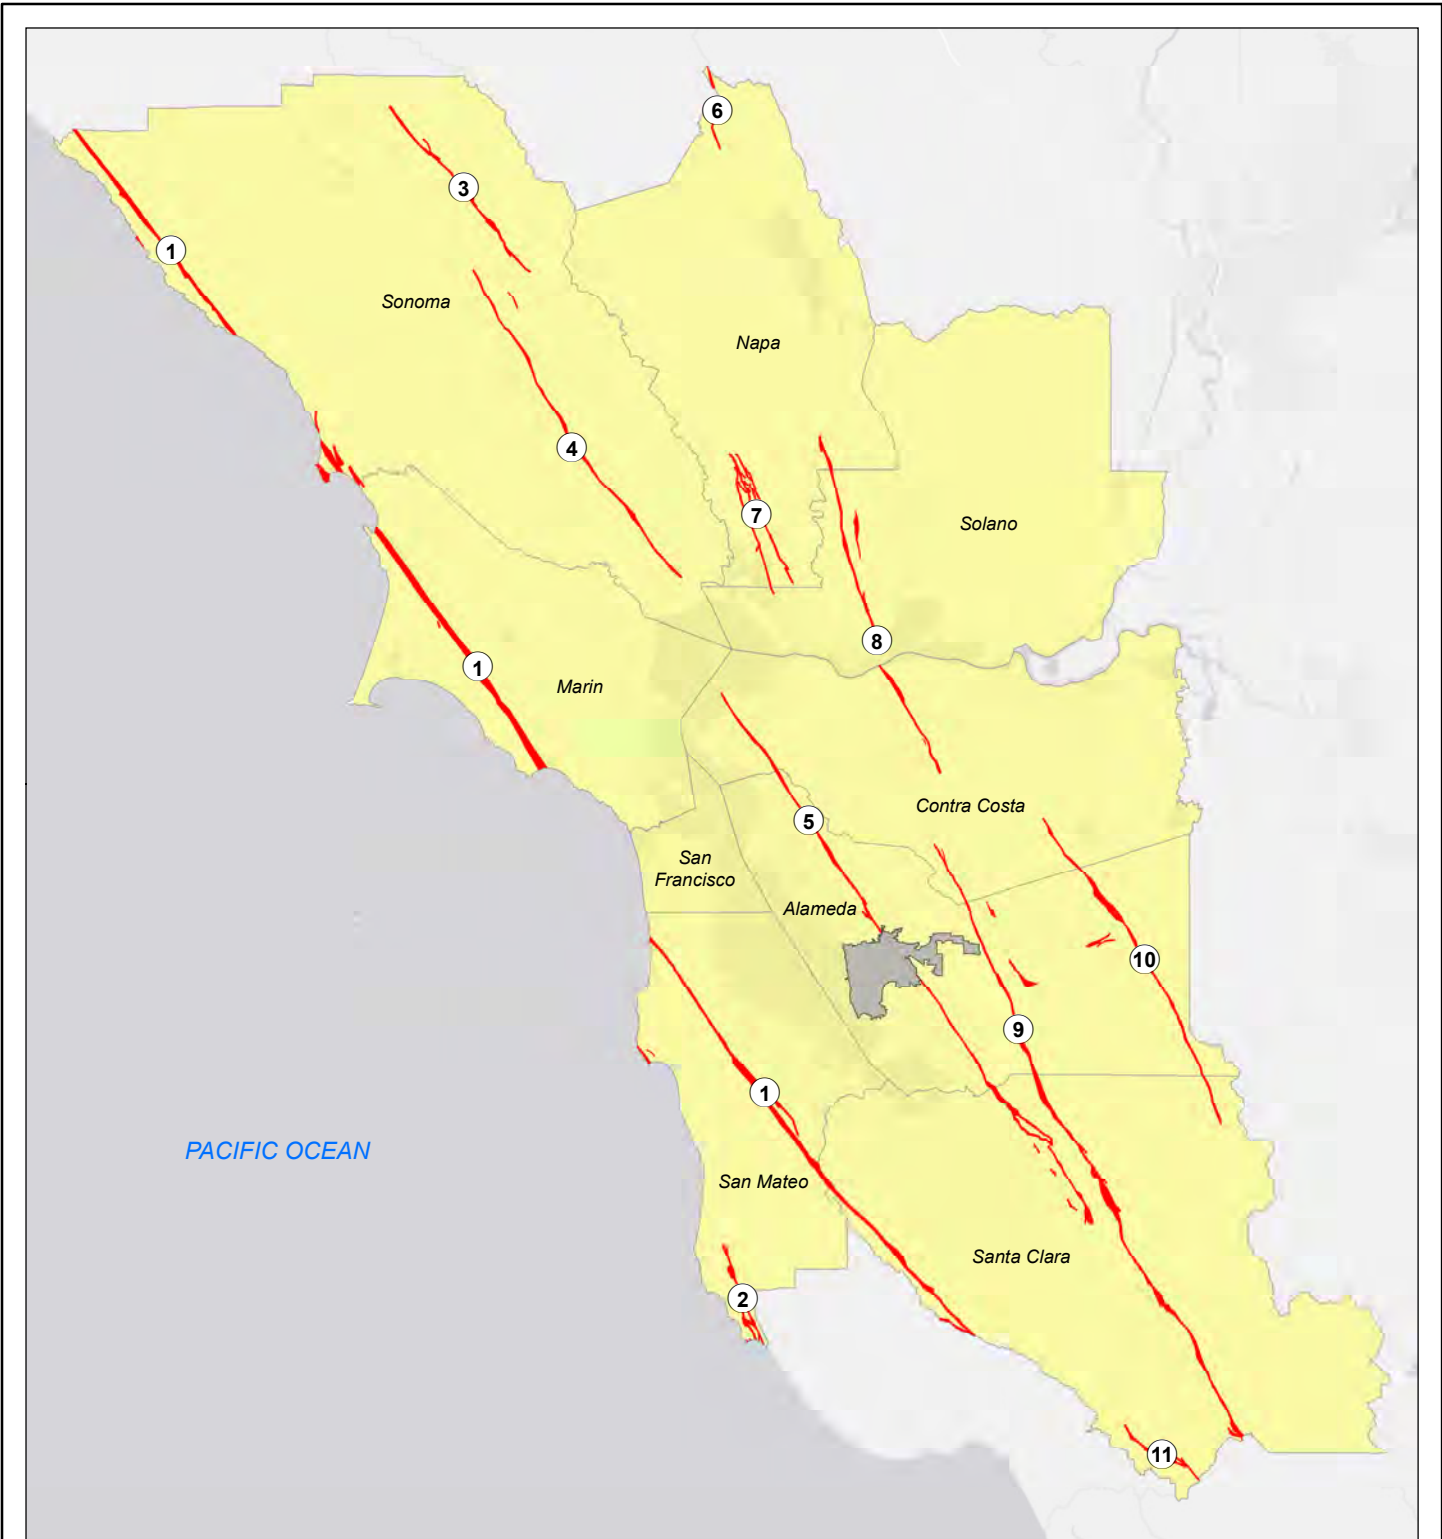 6
3
1
Sonoma
Napa
4
7
Solano
8
1
Marin
Contra Costa
5
San
Francisco
Alameda
10
9
1
PACIFIC OCEAN
San Mateo
Santa Clara
2
11